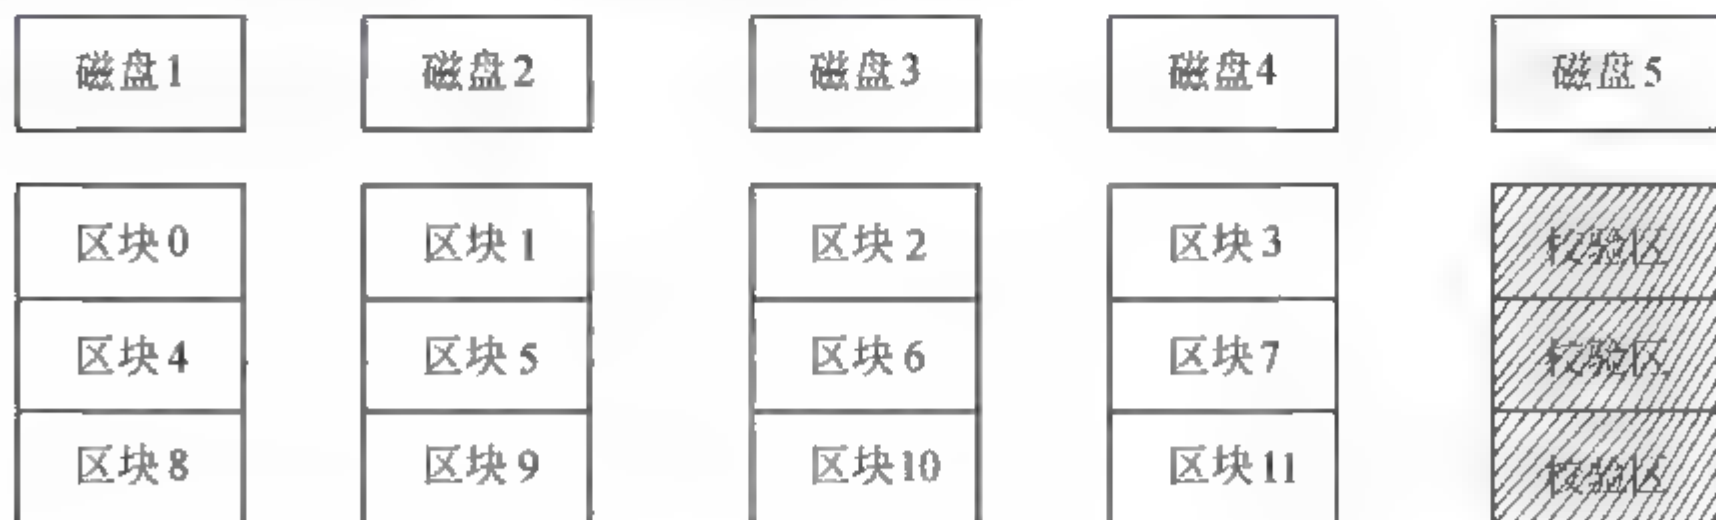 磁盘1 磁盘2 磁盘3 磁盘4 磁盘5
区块0 区块1 区块2 区块3 校验区
区块4 区块5 区块6 区块7 校验区
区块8 区块9 区块10 区块11 校验区